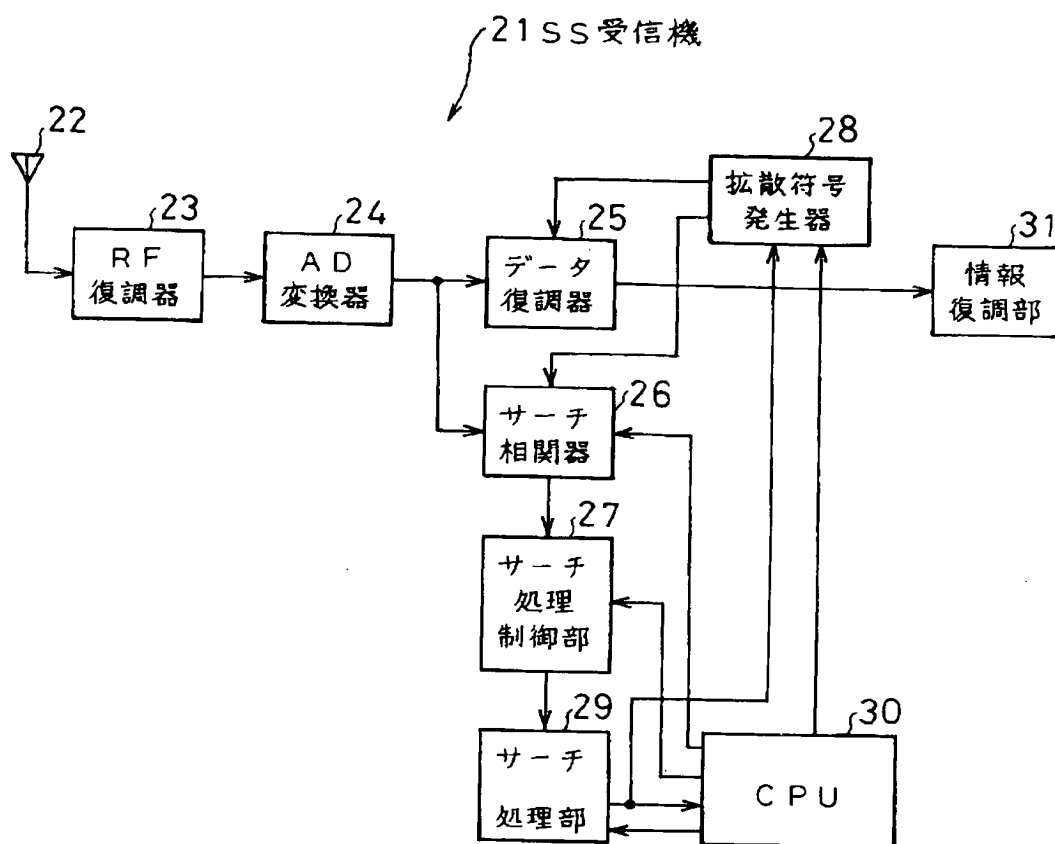 21 SS受信機
22
23
RF
復調器
24
AD
変換器
25
データ
復調器
28
拡散符号
発生器
31
情報
復調部
26
サーチ
相関器
27
サーチ
処理
制御部
29
サーチ
処理部
30
CPU